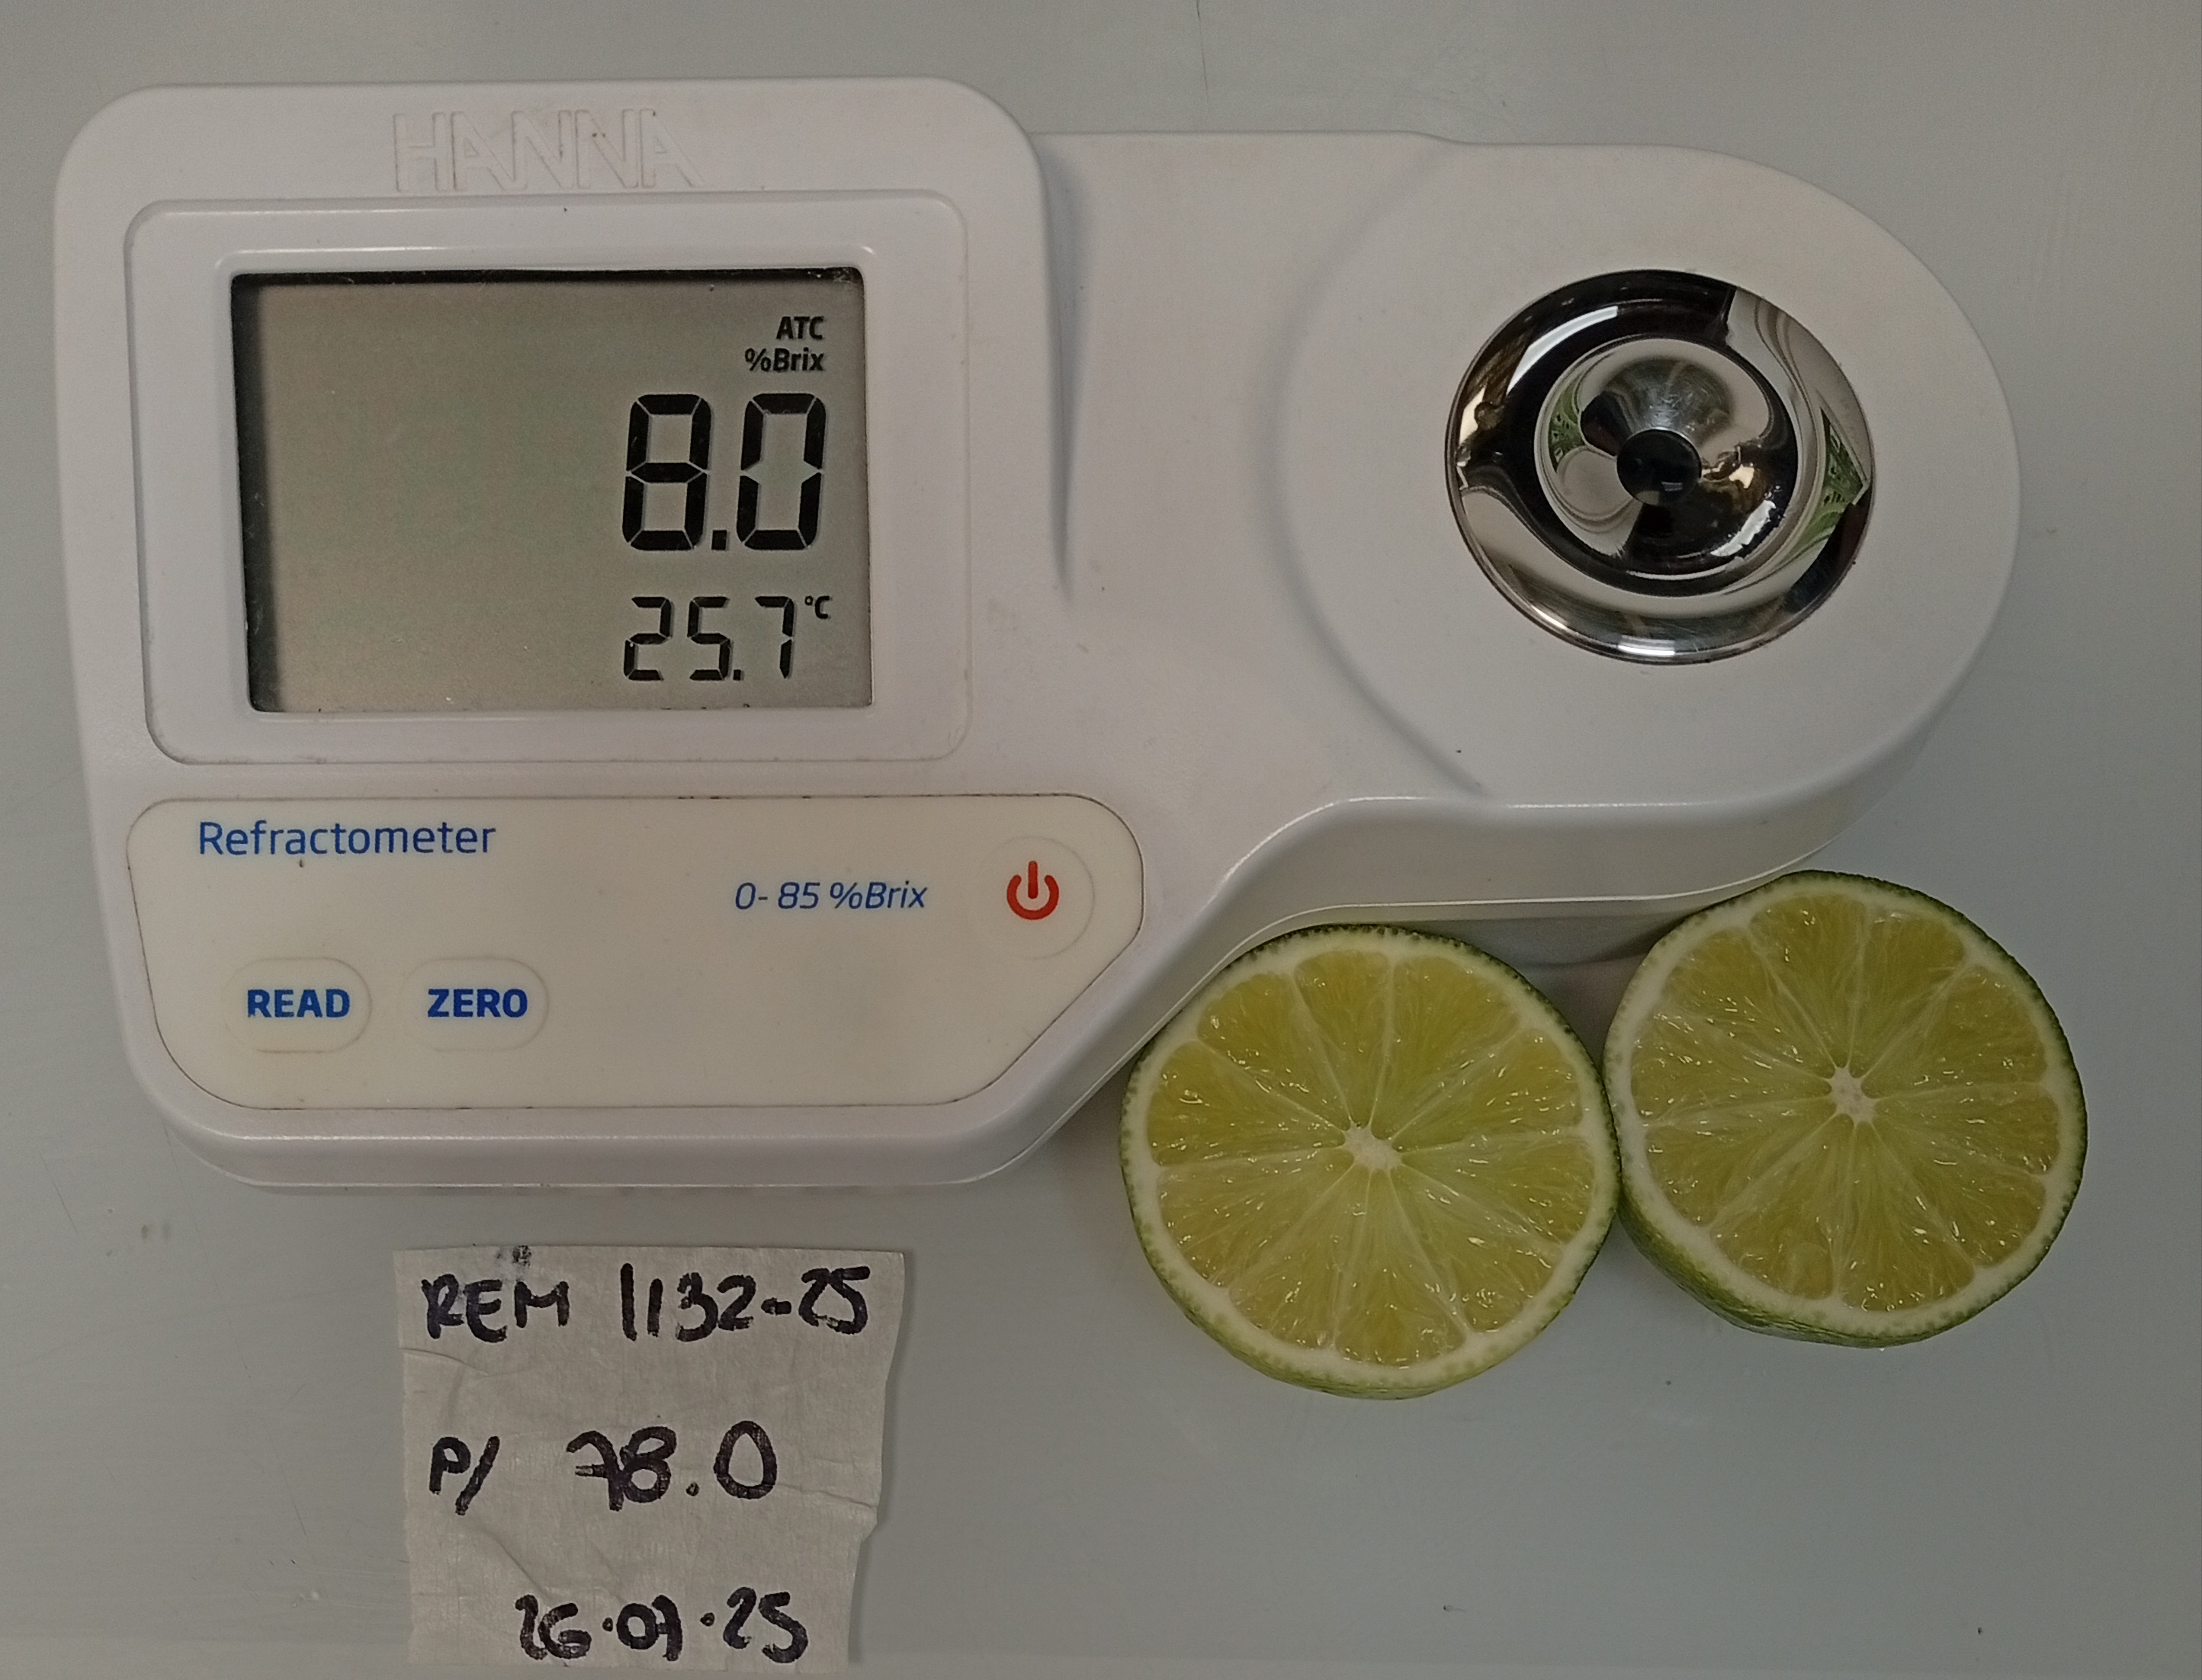 HANNA
ATC
%Brix
8.0
25.7 °C
Refractometer
0-85 %Brix
READ ZERO
REM 1132-25
P/ 78.0
26.07.25